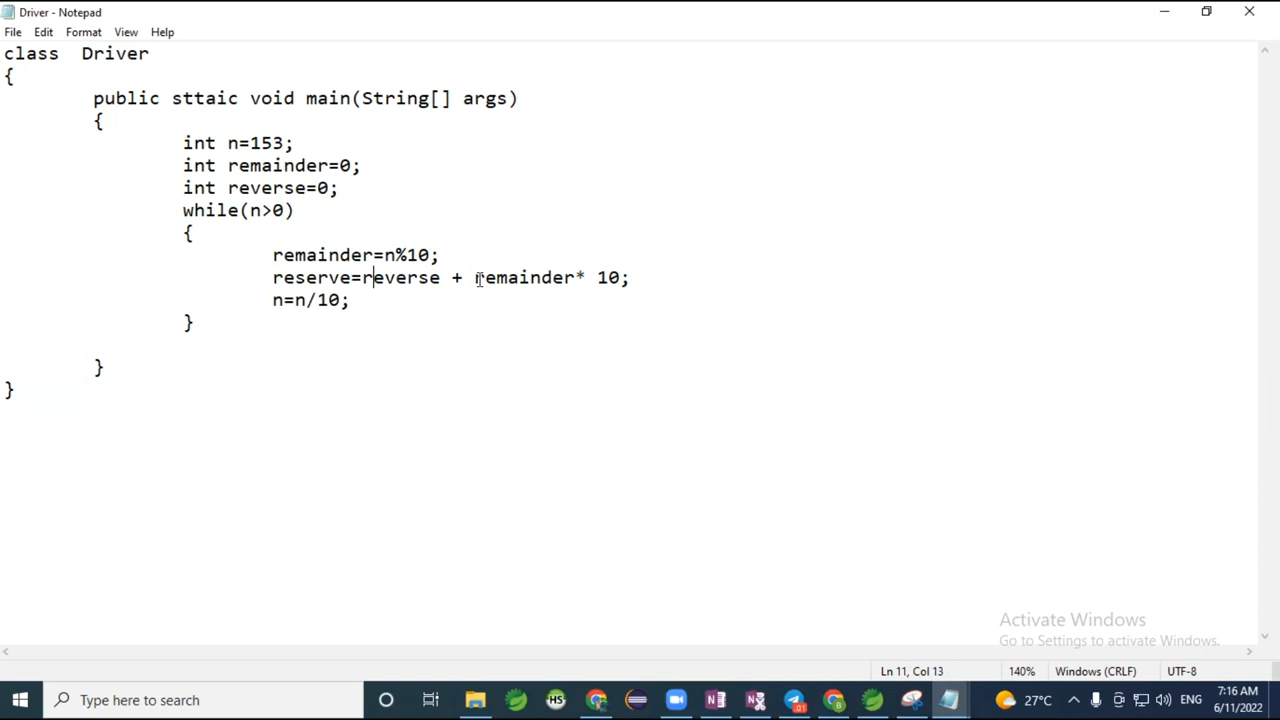 Driver - Notepad
File Edit Format View Help
class  Driver
{
public sttaic void main(String[] args)
{
int n=153;
int remainder=0;
int reverse=0;
while(n>0)
{
remainder=n%10;
reserve=reverse + remainder* 10;
n=n/10;
}
}
}
Activate Windows
Go to Settings to activate Windows.
Ln 11, Col 13 140% Windows (CRLF) UTF-8
Type here to search HS 01 B 27°C ENG 7:16 AM
6/11/2022